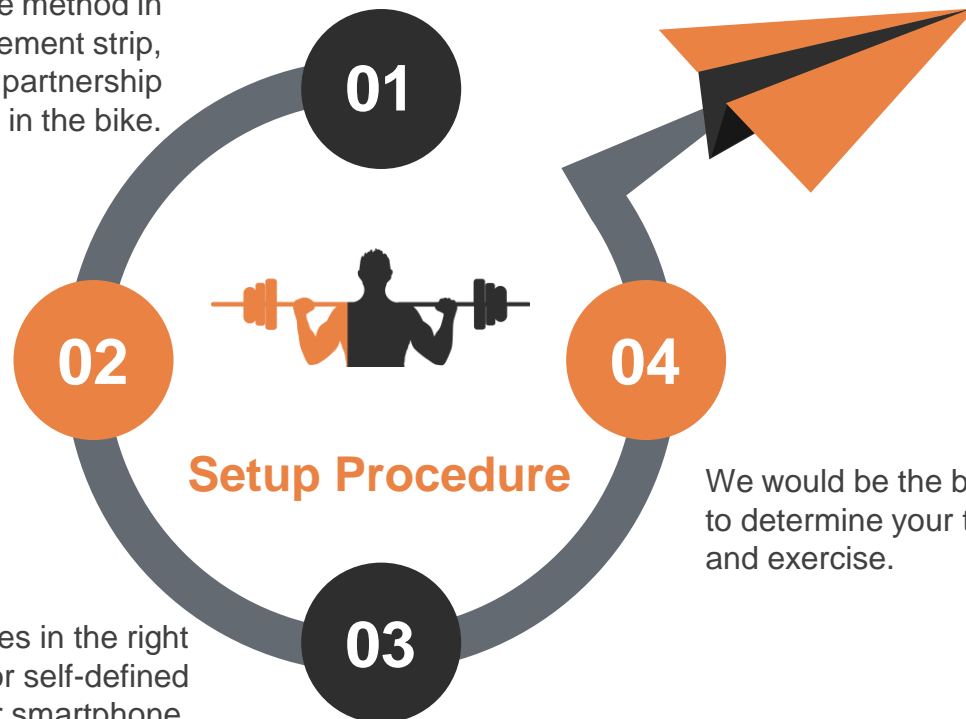 method in
ement strip,
partnership
in the bike.
01
02
04
Setup Procedure
We would be the b
to determine your t
and exercise.
03
es in the right
or self-defined
smartphone.